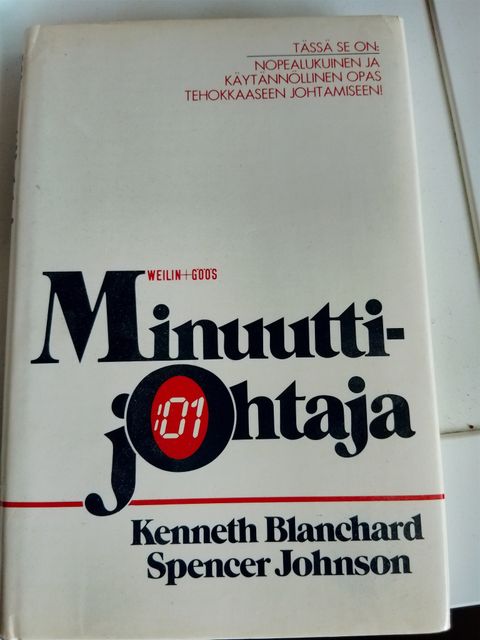 TÄSSÄ SE ON:
NOPEALUKUINEN JA
KÄYTÄNNÖLLINEN OPAS
TEHOKKAASEEN JOHTAMISEEN!
WEILIN+GÖÖS
Minuutti-
johtaja
:01
Kenneth Blanchard
Spencer Johnson